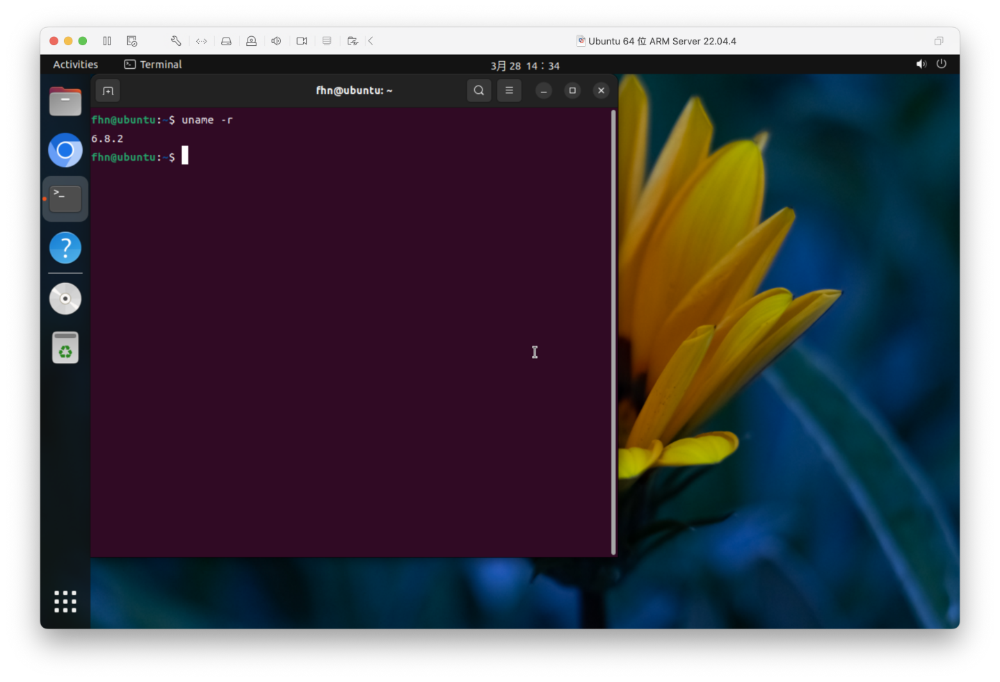 Ubuntu 64 位 ARM Server 22.04.4
Activities
Terminal
3月 28 14：34
fhn@ubuntu: ~
fhn@ubuntu:~$ uname -r
6.8.2
fhn@ubuntu:~$
>_
?